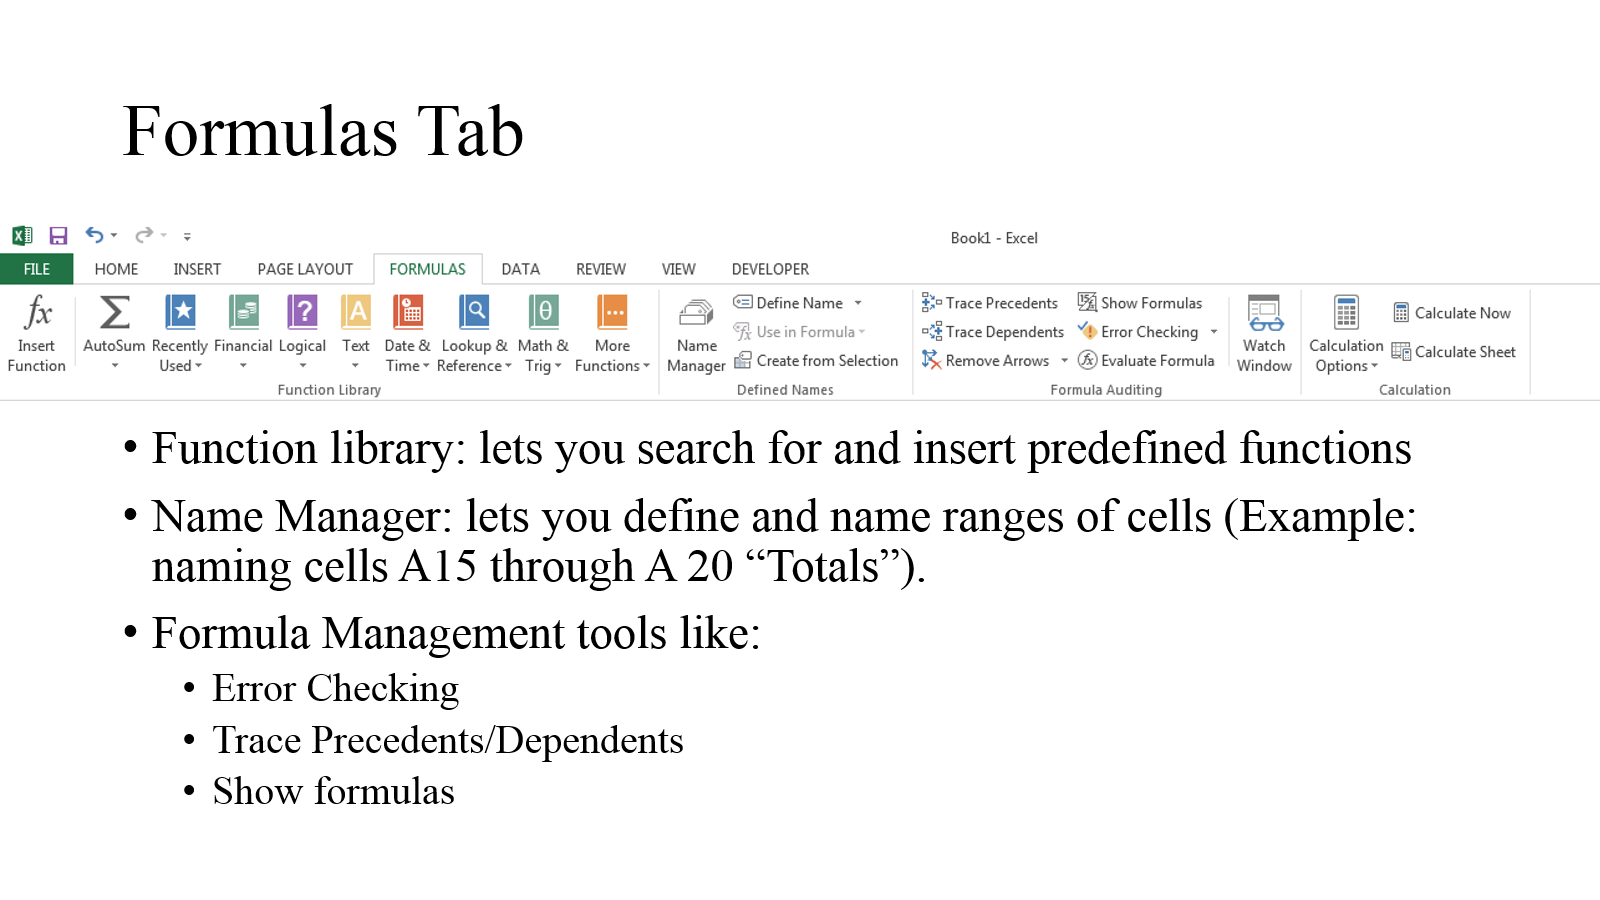 Formulas Tab
Book1 - Excel
FILE HOME INSERT PAGE LAYOUT FORMULAS DATA REVIEW VIEW DEVELOPER
fx Insert Function
AutoSum
Recently Used
Financial
Logical
Text
Date & Time
Lookup & Reference
Math & Trig
More Functions
Function Library
Name Manager
Define Name
Use in Formula
Create from Selection
Defined Names
Trace Precedents
Trace Dependents
Remove Arrows
Show Formulas
Error Checking
Evaluate Formula
Watch Window
Formula Auditing
Calculation Options
Calculate Now
Calculate Sheet
Calculation
• Function library: lets you search for and insert predefined functions
• Name Manager: lets you define and name ranges of cells (Example:
naming cells A15 through A 20 “Totals”).
• Formula Management tools like:
• Error Checking
• Trace Precedents/Dependents
• Show formulas